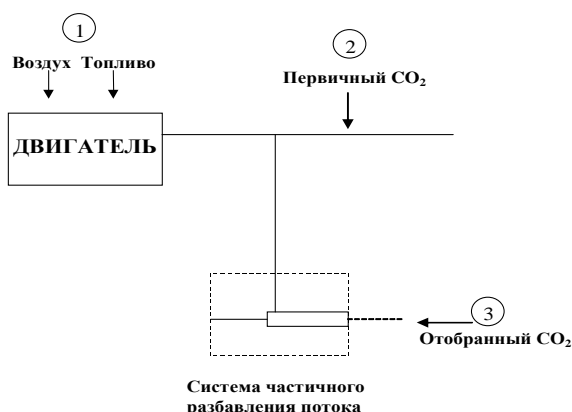 1
Воздух Топливо
2
Первичный CO₂
ДВИГАТЕЛЬ
3
Отобранный CO₂
Система частичного
разбавления потока